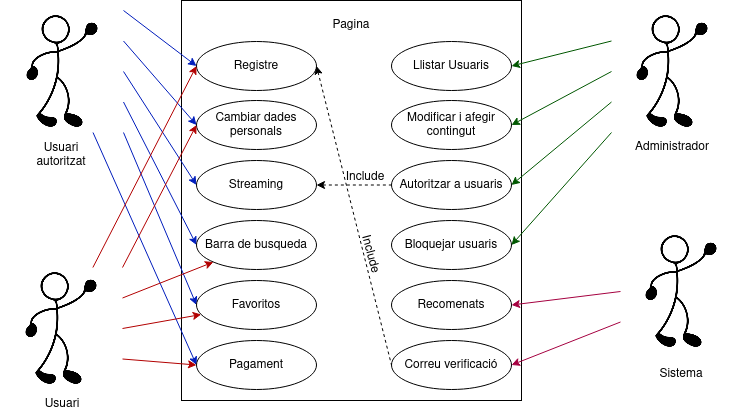 Pagina
Registre
Llistar Usuaris
Cambiar dades
personals
Modificar i afegir
contingut
Usuari
autoritzat
Administrador
Include
Streaming
Autoritzar a usuaris
Barra de busqueda
Include
Bloquejar usuaris
Favoritos
Recomenats
Pagament
Correu verificació
Sistema
Usuari